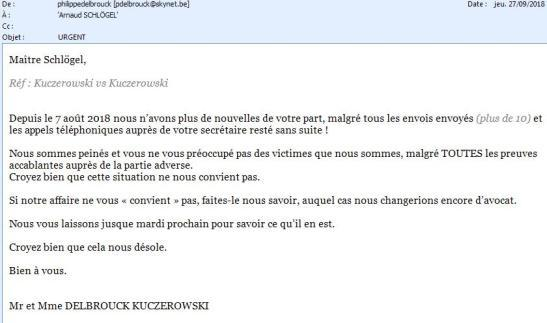 De : philippedelbrouck [pdelbrouck@skynet.be] Date : jeu. 27/09/2018
À : 'Arnaud SCHLÖGEL'
Cc :
Objet : URGENT
Maitre Schlögel,
Réf : Kuczerowski vs Kuczerowski
Depuis le 7 août 2018 nous n'avons plus de nouvelles de votre part, malgré tous les envois envoyés (plus de 10) et
les appels téléphoniques auprès de votre secrétaire resté sans suite !
Nous sommes peinés et vous ne vous préoccupé pas des victimes que nous sommes, malgré TOUTES les preuves
accablantes auprès de la partie adverse.
Croyez bien que cette situation ne nous convient pas.
Si notre affaire ne vous « convient » pas, faites-le nous savoir, auquel cas nous changerions encore d'avocat.
Nous vous laissons jusque mardi prochain pour savoir ce qu'il en est.
Croyez bien que cela nous désole.
Bien à vous.
Mr et Mme DELBROUCK KUCZEROWSKI